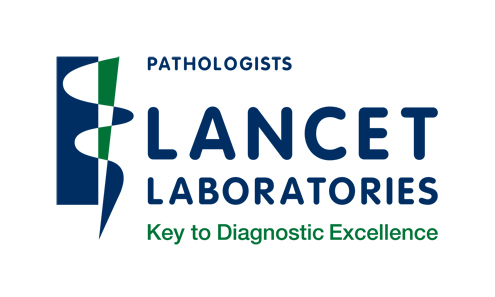 PATHOLOGISTS
LANCET
LABORATORIES
Key to Diagnostic Excellence